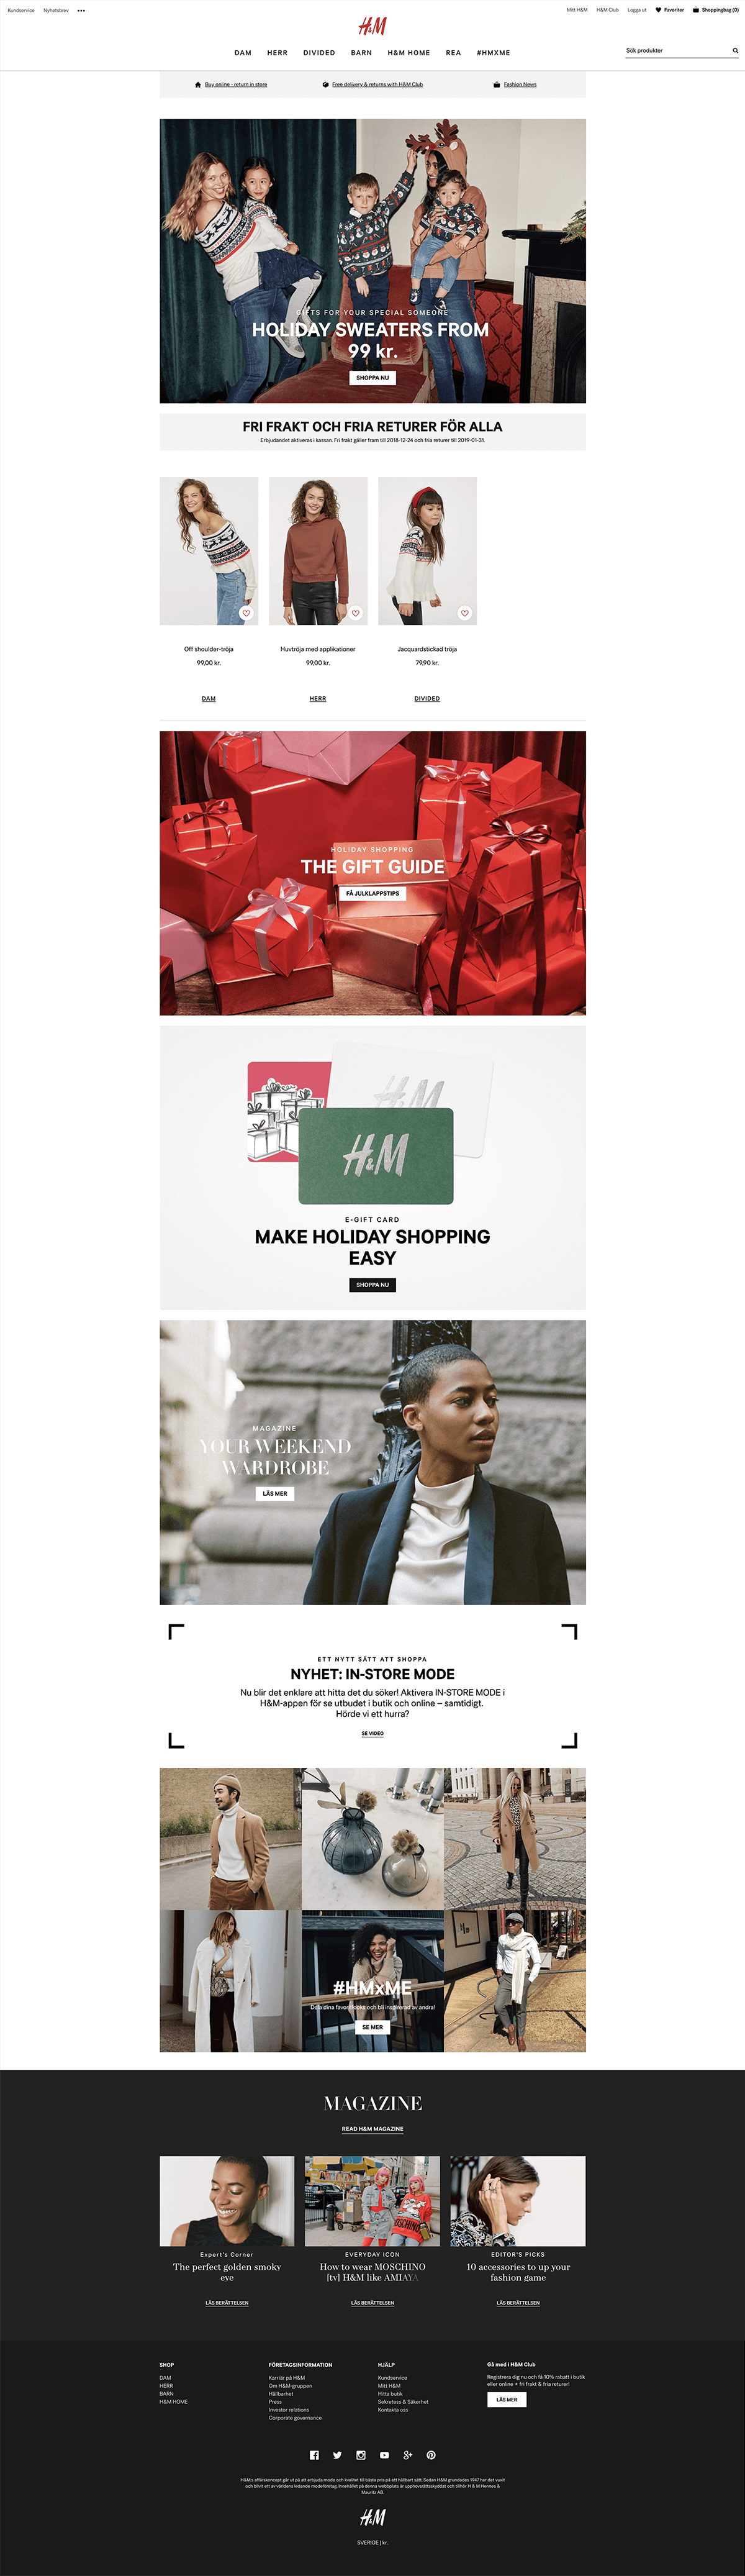 Kundservice
Nyhetsbrev
Mitt H&M
H&M Club
Logga ut
Favoriter
Shoppingbag (0)
H&M
DAM
HERR
DIVIDED
BARN
H&M HOME
REA
#HMXME
Sök produkter
Buy online - return in store
Free delivery & returns with H&M Club
Fashion News
GIFTS FOR YOUR SPECIAL SOMEONE
HOLIDAY SWEATERS FROM
99 kr.
SHOPPA NU
FRI FRAKT OCH FRIA RETURER FÖR ALLA
Erbjudandet aktiveras i kassan. Fri frakt gäller fram till 2018-12-24 och fria returer till 2019-01-31.
Off shoulder-tröja
99,00 kr.
DAM
Huvtröja med applikationer
99,00 kr.
HERR
Jacquardstickad tröja
79,90 kr.
DIVIDED
HOLIDAY SHOPPING
THE GIFT GUIDE
FÅ JULKLAPPSTIPS
H&M
H&M
E-GIFT CARD
MAKE HOLIDAY SHOPPING
EASY
SHOPPA NU
MAGAZINE
YOUR WEEKEND
WARDROBE
LÄS MER
ETT NYTT SÄTT ATT SHOPPA
NYHET: IN-STORE MODE
Nu blir det enklare att hitta det du söker! Aktivera IN-STORE MODE i
H&M-appen för se utbudet i butik och online – samtidigt.
Hörde vi ett hurra?
SE VIDEO
#HMxME
Dela dina favoritlooks och bli inspirerad av andra!
SE MER
MAGAZINE
READ H&M MAGAZINE
Expert's Corner
The perfect golden smoky
eye
LÄS BERÄTTELSEN
MOSCHINO
EVERYDAY ICON
How to wear MOSCHINO
[tv] H&M like AMIAYA
LÄS BERÄTTELSEN
EDITOR'S PICKS
10 accessories to up your
fashion game
LÄS BERÄTTELSEN
SHOP
DAM
HERR
BARN
H&M HOME
FÖRETAGSINFORMATION
Karriär på H&M
Om H&M-gruppen
Hållbarhet
Press
Investor relations
Corporate governance
HJÄLP
Kundservice
Mitt H&M
Hitta butik
Sekretess & Säkerhet
Kontakta oss
Gå med i H&M Club
Registrera dig nu och få 10% rabatt i butik
eller online + fri frakt & fria returer!
LÄS MER
H&M:s affärskoncept går ut på att erbjuda mode och kvalitet till bästa pris på ett hållbart sätt. Sedan H&M grundades 1947 har det vuxit
och blivit ett av världens ledande modeföretag. Innehållet på denna webbplats är upphovsrättsskyddat och tillhör H & M Hennes &
Mauritz AB.
H&M
SVERIGE | kr.